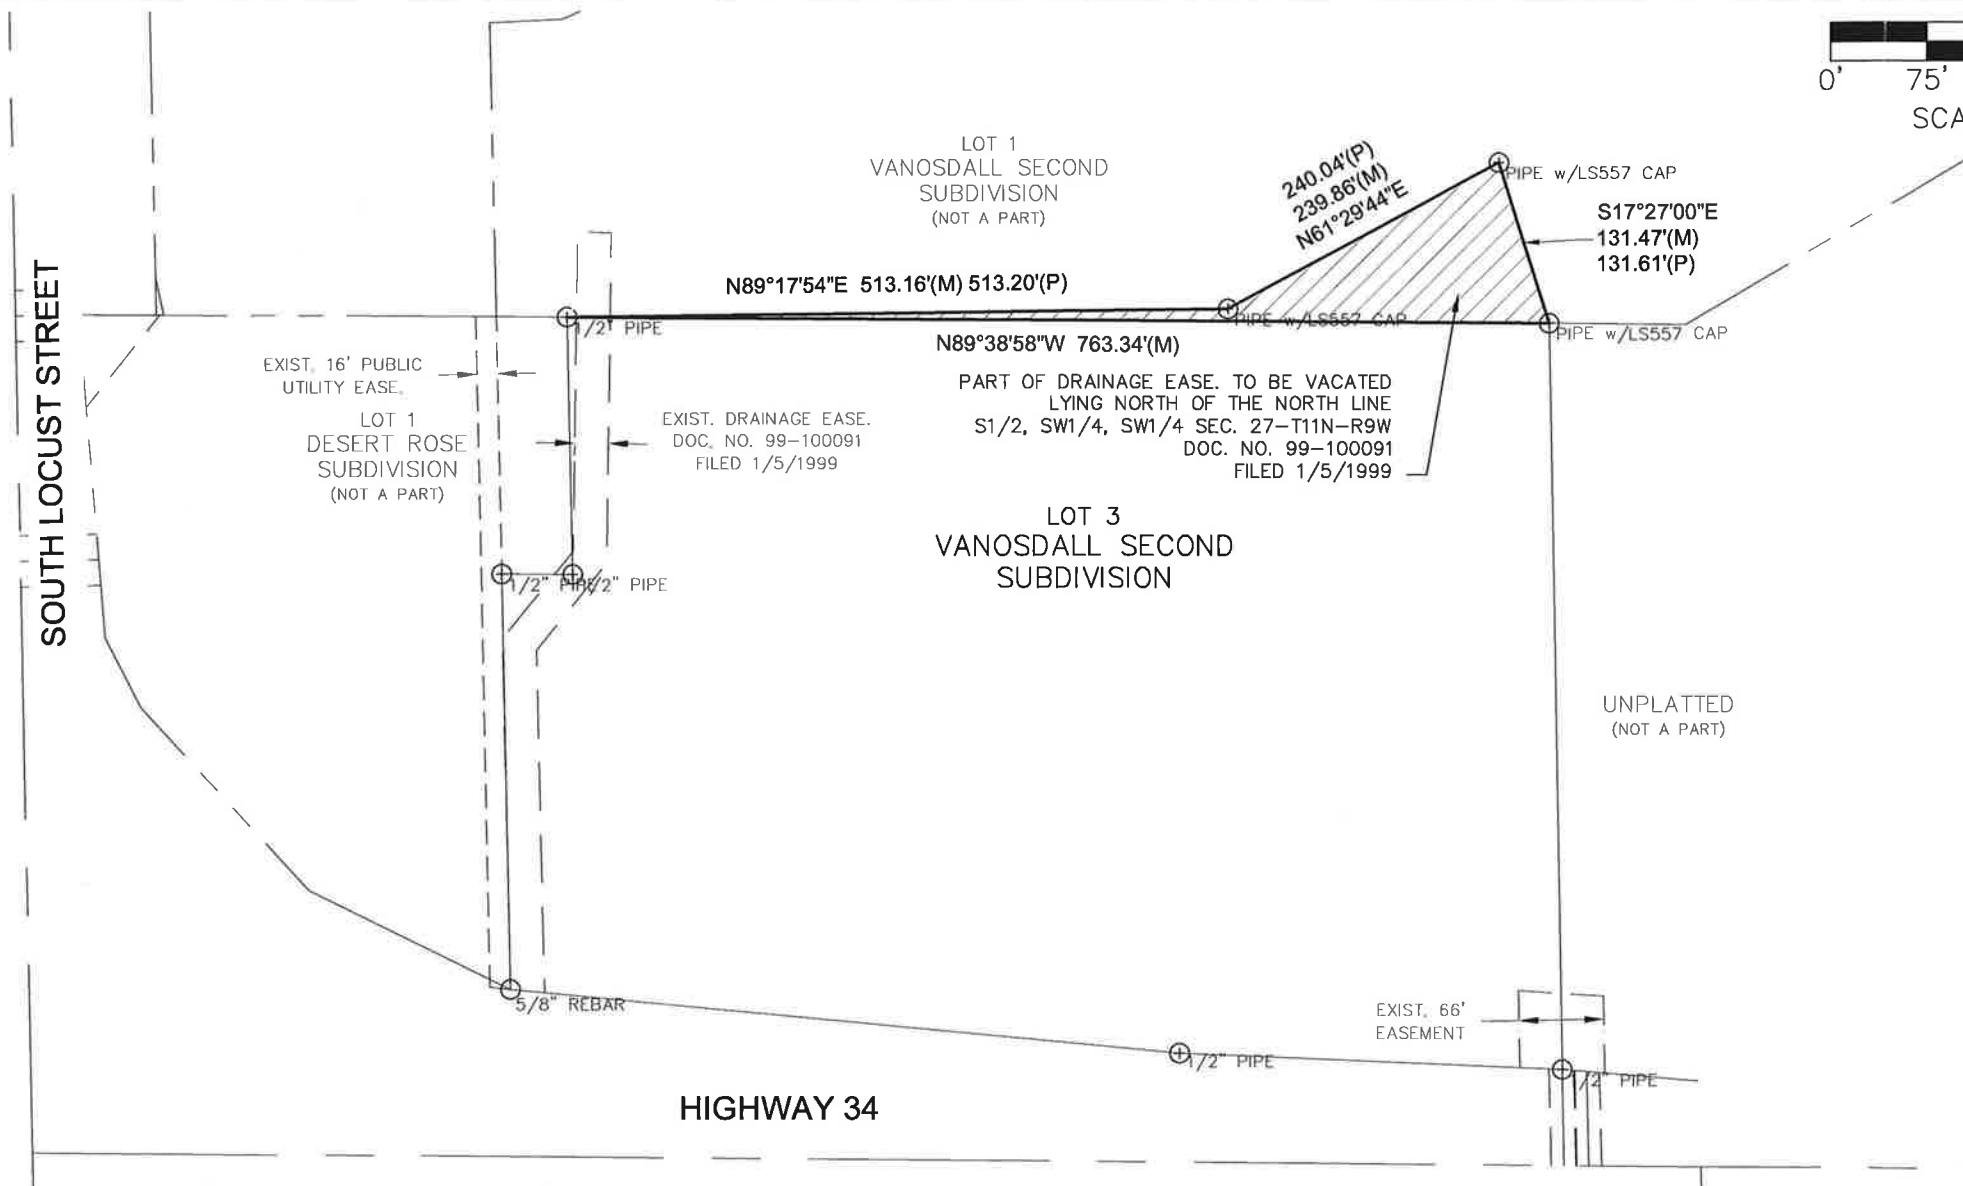 0' 75'
SCA
LOT 1
VANOSDALL SECOND
SUBDIVISION
(NOT A PART)
240.04'(P)
239.86'(M)
N61°29'44"E
PIPE w/LS557 CAP
S17°27'00"E
131.47'(M)
131.61'(P)
N89°17'54"E 513.16'(M) 513.20'(P)
1/2" PIPE
PIPE w/LS557 CAP
PIPE w/LS557 CAP
N89°38'58"W 763.34'(M)
SOUTH LOCUST STREET
EXIST. 16' PUBLIC
UTILITY EASE.
LOT 1
DESERT ROSE
SUBDIVISION
(NOT A PART)
EXIST. DRAINAGE EASE.
DOC. NO. 99-100091
FILED 1/5/1999
PART OF DRAINAGE EASE. TO BE VACATED
LYING NORTH OF THE NORTH LINE
S1/2, SW1/4, SW1/4 SEC. 27-T11N-R9W
DOC. NO. 99-100091
FILED 1/5/1999
LOT 3
VANOSDALL SECOND
SUBDIVISION
1/2" PIPE
1/2" PIPE
UNPLATTED
(NOT A PART)
5/8" REBAR
EXIST. 66'
EASEMENT
1/2" PIPE
1/2" PIPE
HIGHWAY 34